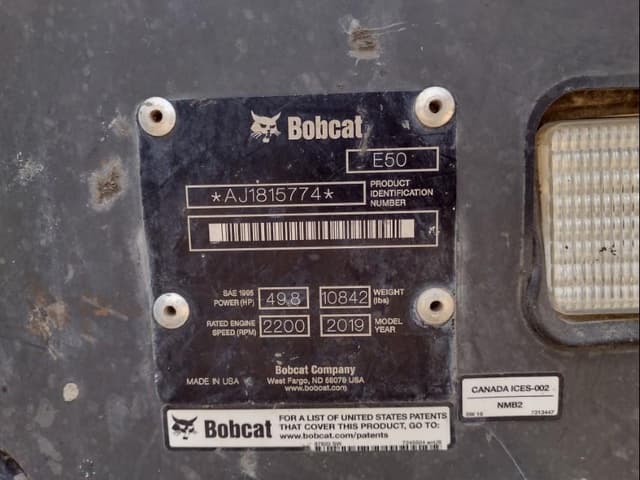 Bobcat
E50
*AJ1815774*
PRODUCT
IDENTIFICATION
NUMBER
SAE 1995
POWER (HP)
49.8
10842
WEIGHT
(lbs)
RATED ENGINE
SPEED (RPM)
2200
2019
MODEL
YEAR
Bobcat Company
MADE IN USA
West Fargo, ND 58078 USA
www.bobcat.com
CANADA ICES-002
NMB2
7313447
Bobcat
FOR A LIST OF UNITED STATES PATENTS
THAT COVER THIS PRODUCT, GO TO:
www.bobcat.com/patents